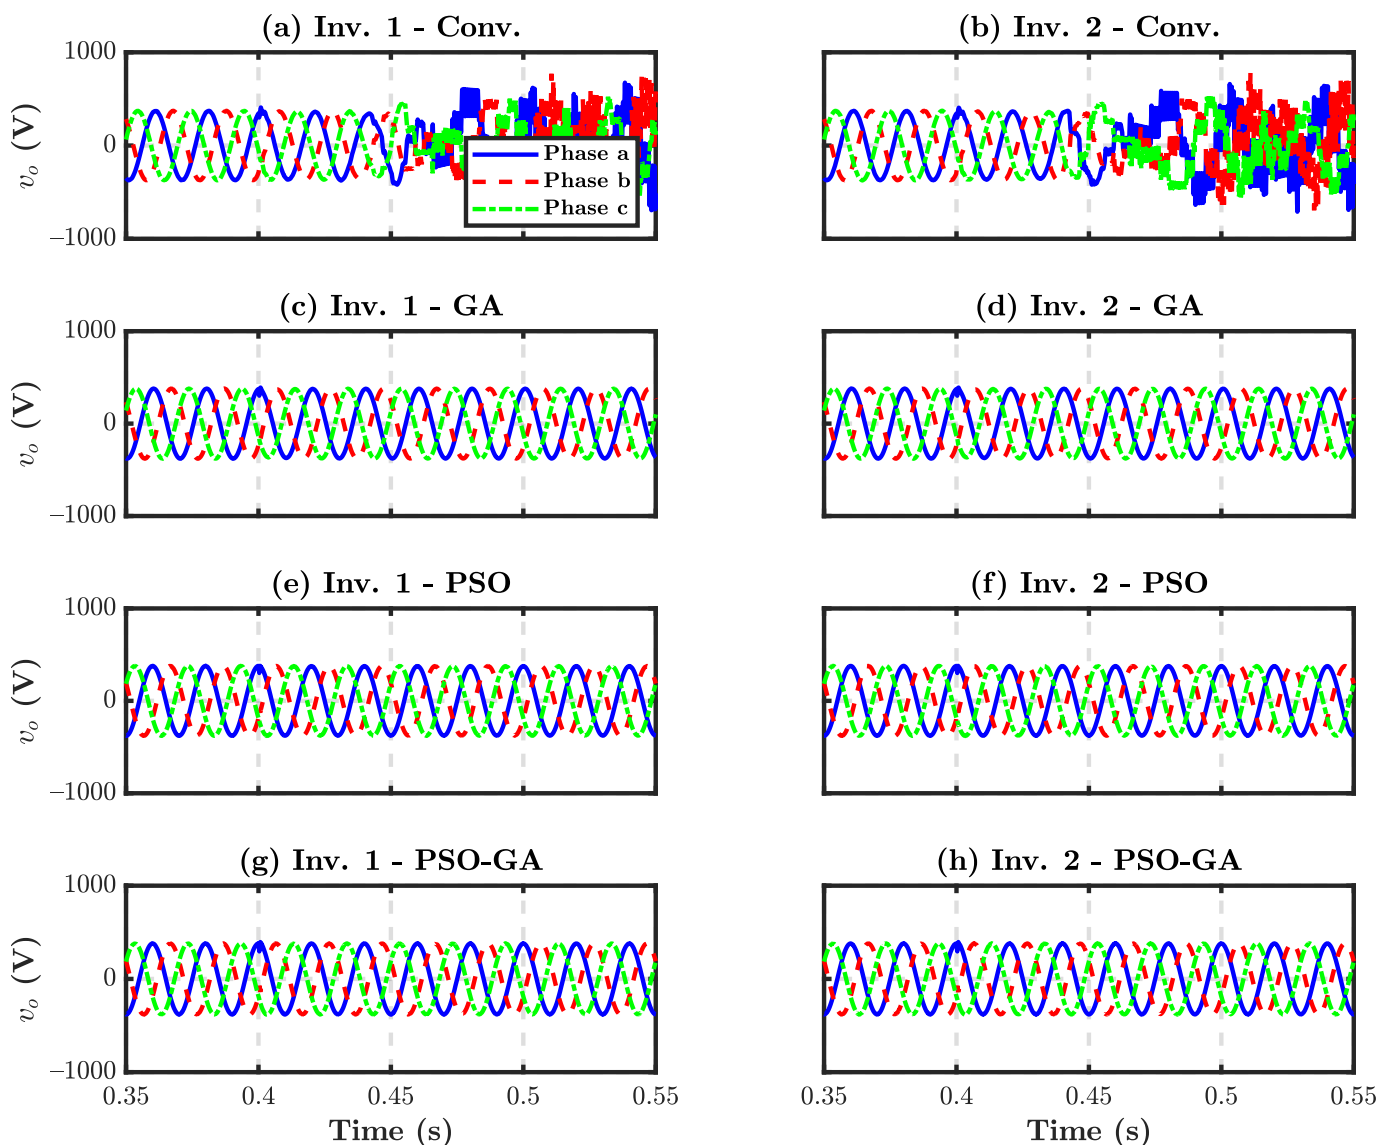 (a) Inv. 1 - Conv.
(b) Inv. 2 - Conv.
1000
0
−1000
v_o (V)
Phase a
Phase b
Phase c
(c) Inv. 1 - GA
(d) Inv. 2 - GA
1000
0
−1000
v_o (V)
(e) Inv. 1 - PSO
(f) Inv. 2 - PSO
1000
0
−1000
v_o (V)
(g) Inv. 1 - PSO-GA
(h) Inv. 2 - PSO-GA
1000
0
−1000
v_o (V)
0.35 0.4 0.45 0.5 0.55
0.35 0.4 0.45 0.5 0.55
Time (s)
Time (s)